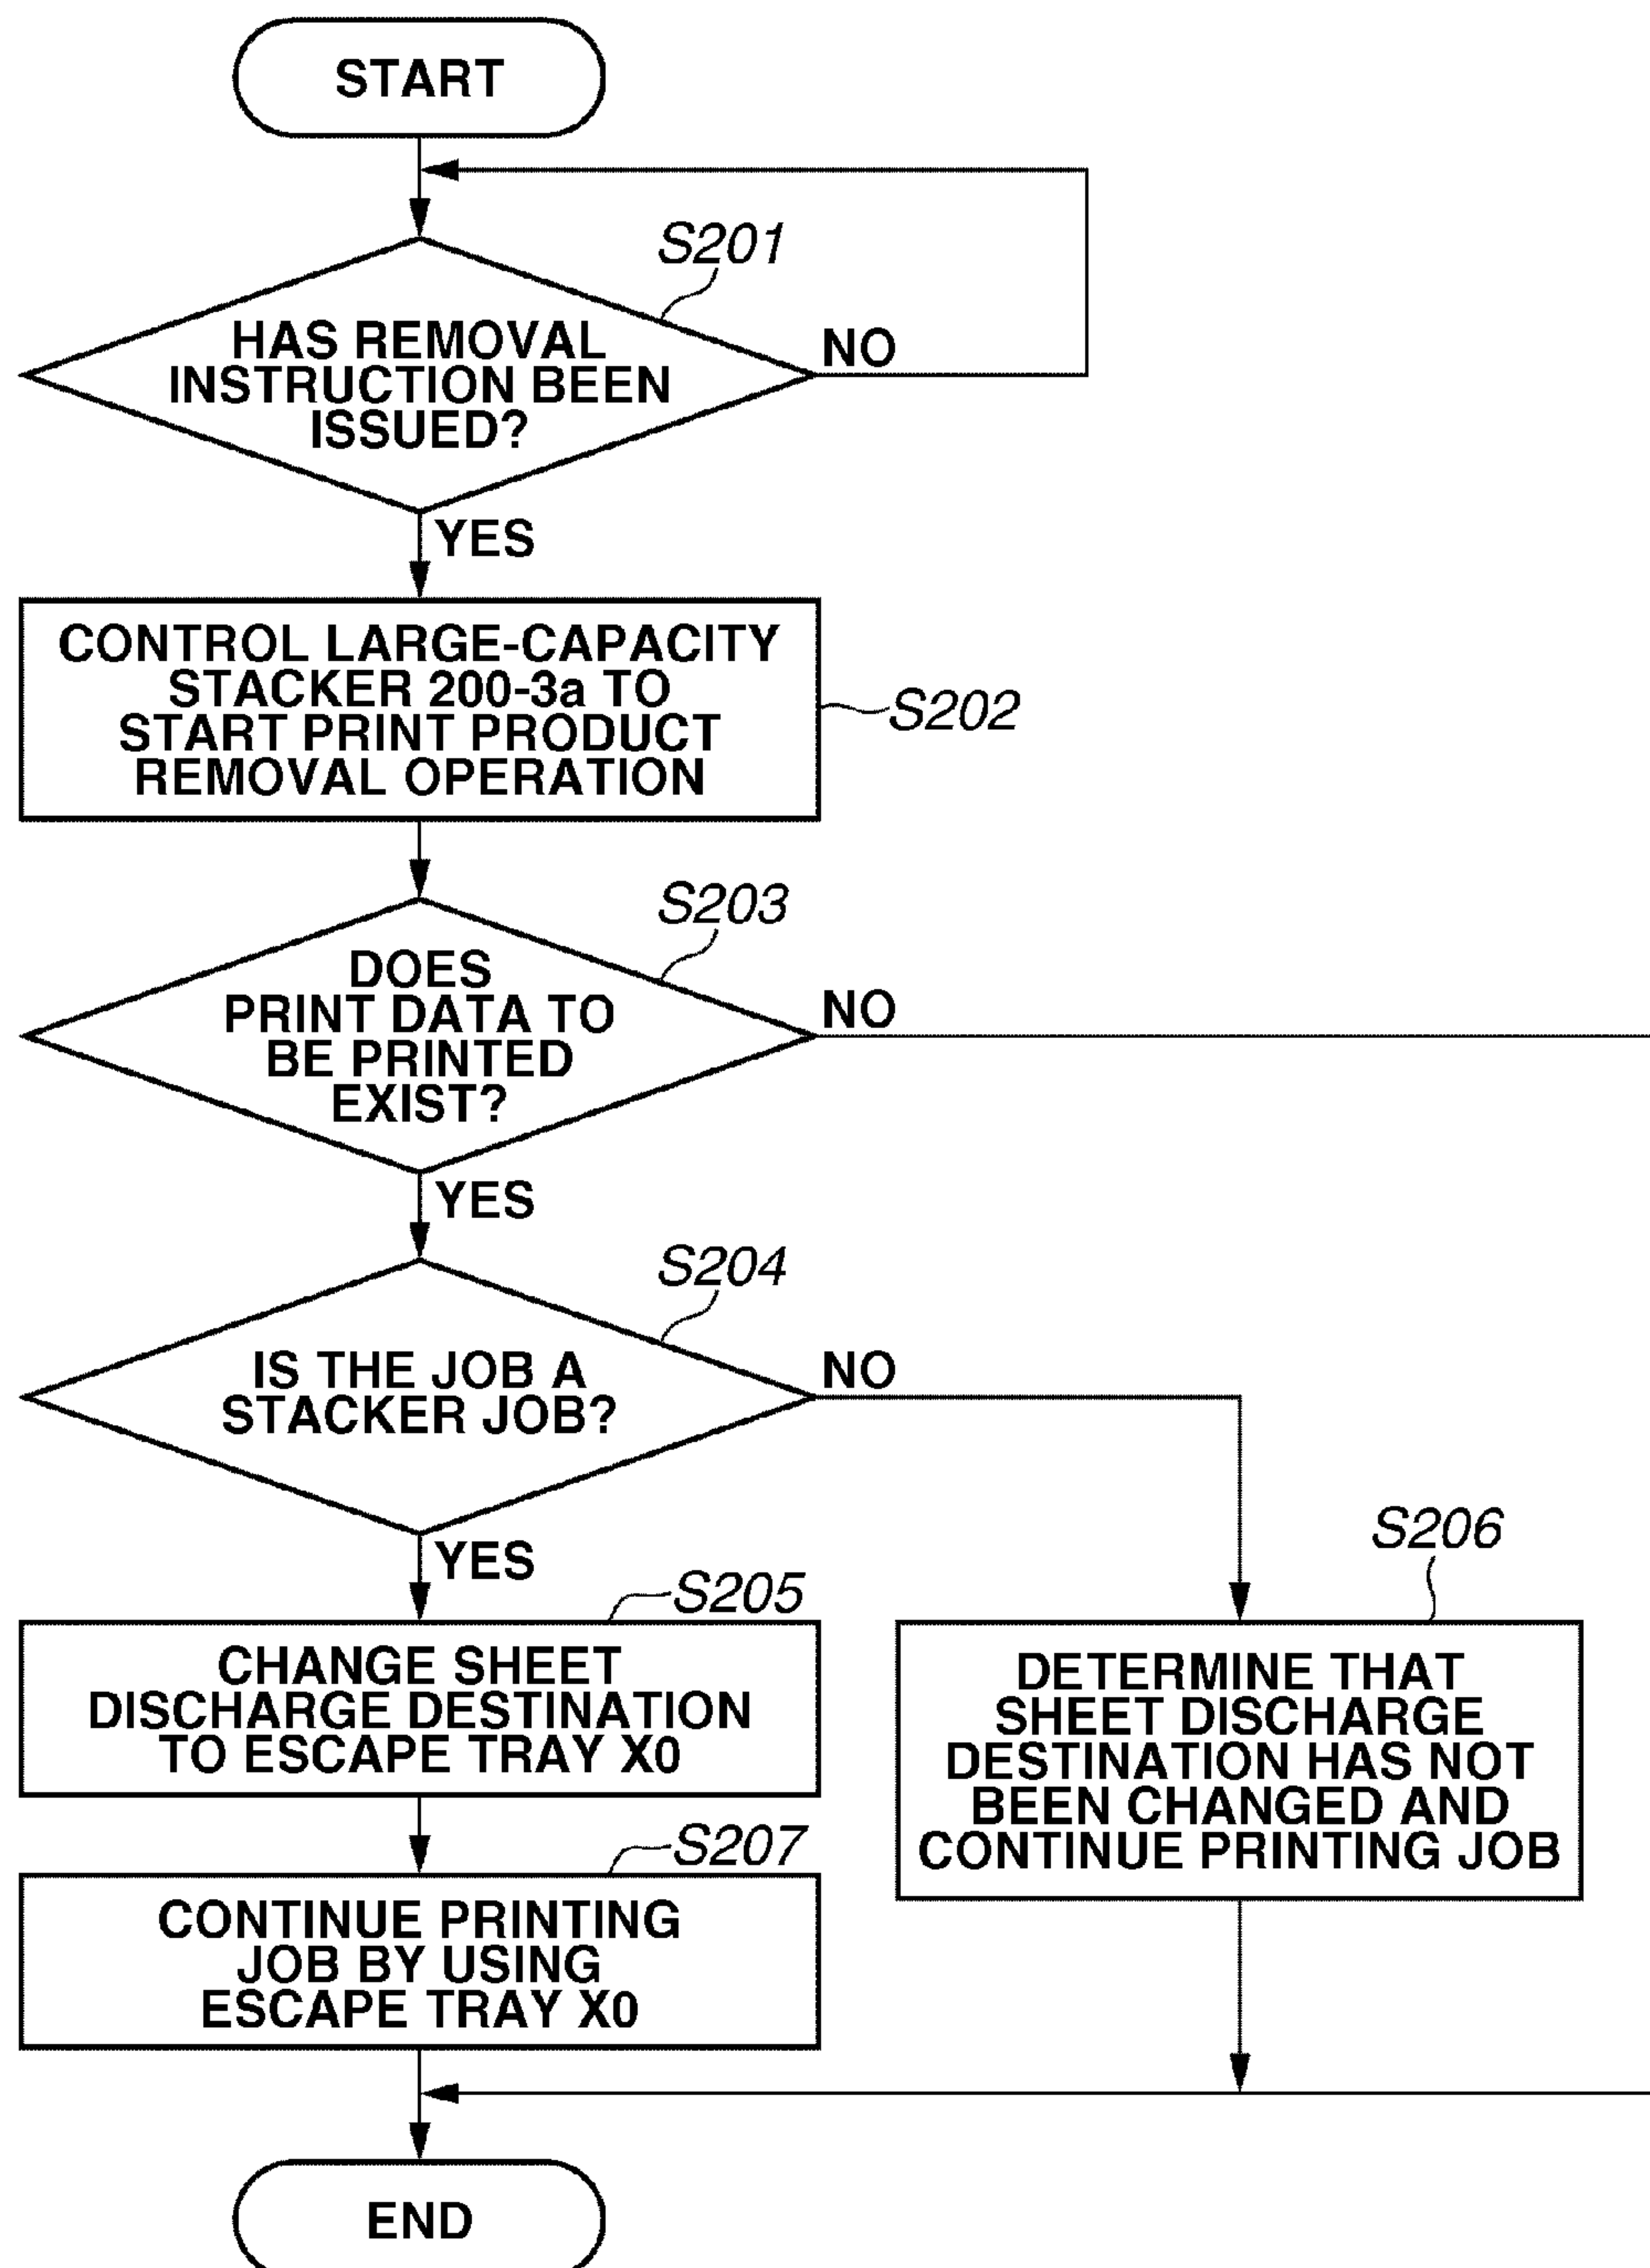 START
S201
HAS REMOVAL
INSTRUCTION BEEN
ISSUED?
NO
YES
CONTROL LARGE-CAPACITY
STACKER 200-3a TO
START PRINT PRODUCT
REMOVAL OPERATION
S202
S203
DOES
PRINT DATA TO
BE PRINTED
EXIST?
NO
YES
S204
IS THE JOB A
STACKER JOB?
NO
YES
S205
CHANGE SHEET
DISCHARGE DESTINATION
TO ESCAPE TRAY X0
S206
DETERMINE THAT
SHEET DISCHARGE
DESTINATION HAS NOT
BEEN CHANGED AND
CONTINUE PRINTING JOB
S207
CONTINUE PRINTING
JOB BY USING
ESCAPE TRAY X0
END